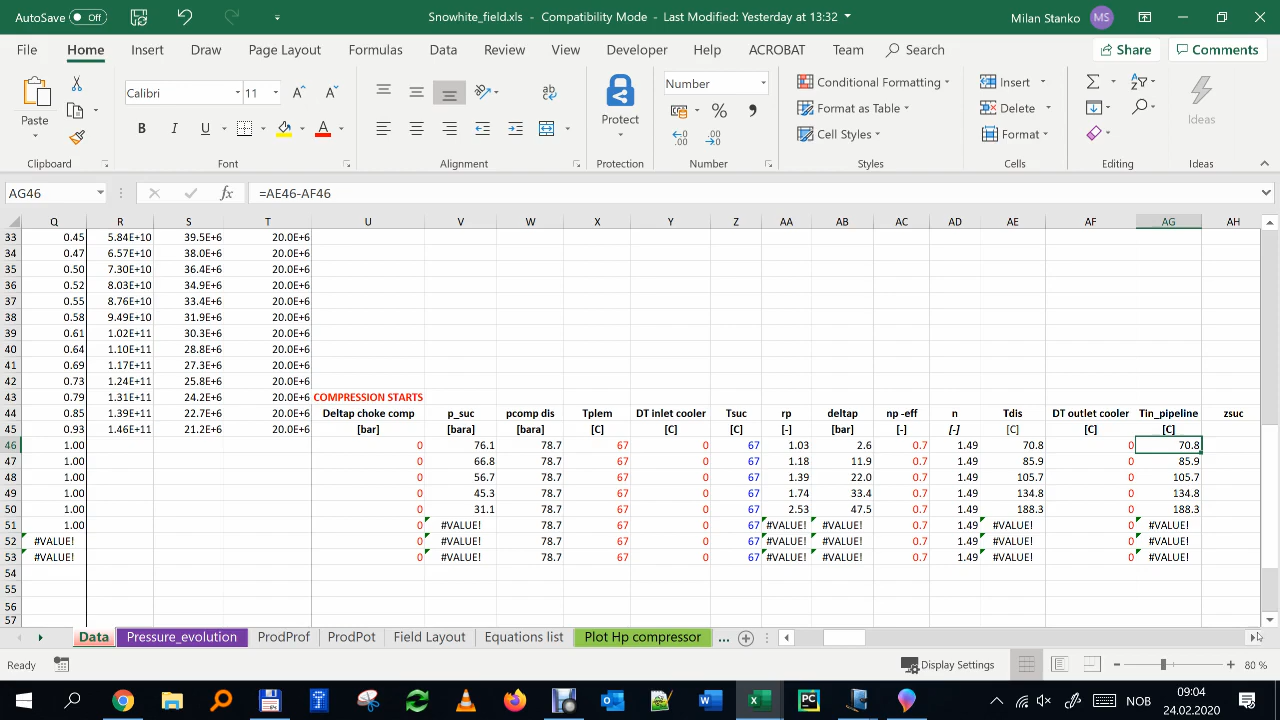 AutoSave Off Snowhite_field.xls - Compatibility Mode - Last Modified: Yesterday at 13:32 Milan Stanko MS
File Home Insert Draw Page Layout Formulas Data Review View Developer Help ACROBAT Team Search Share Comments
Paste Calibri 11 B I U A Protect Number % Conditional Formatting Format as Table Cell Styles Insert Delete Format Ideas
Clipboard Font Alignment Protection Number Styles Cells Editing Ideas
AG46 fx =AE46-AF46
Q R S T U V W X Y Z AA AB AC AD AE AF AG AH
33 0.45 5.84E+10 39.5E+6 20.0E+6
34 0.47 6.57E+10 38.0E+6 20.0E+6
35 0.50 7.30E+10 36.4E+6 20.0E+6
36 0.52 8.03E+10 34.9E+6 20.0E+6
37 0.55 8.76E+10 33.4E+6 20.0E+6
38 0.58 9.49E+10 31.9E+6 20.0E+6
39 0.61 1.02E+11 30.3E+6 20.0E+6
40 0.64 1.10E+11 28.8E+6 20.0E+6
41 0.69 1.17E+11 27.3E+6 20.0E+6
42 0.73 1.24E+11 25.8E+6 20.0E+6
43 0.79 1.31E+11 24.2E+6 20.0E+6 COMPRESSION STARTS
44 0.85 1.39E+11 22.7E+6 20.0E+6 Deltap choke comp p_suc pcomp dis Tplem DT inlet cooler Tsuc rp deltap np -eff n Tdis DT outlet cooler Tin_pipeline zsuc
45 0.93 1.46E+11 21.2E+6 20.0E+6 [bar] [bara] [bara] [C] [C] [C] [-] [bar] [-] [-] [C] [C] [C]
46 1.00 0 76.1 78.7 67 0 67 1.03 2.6 0.7 1.49 70.8 0 70.8
47 1.00 0 66.8 78.7 67 0 67 1.18 11.9 0.7 1.49 85.9 0 85.9
48 1.00 0 56.7 78.7 67 0 67 1.39 22.0 0.7 1.49 105.7 0 105.7
49 1.00 0 45.3 78.7 67 0 67 1.74 33.4 0.7 1.49 134.8 0 134.8
50 1.00 0 31.1 78.7 67 0 67 2.53 47.5 0.7 1.49 188.3 0 188.3
51 1.00 0 #VALUE! 78.7 67 0 67 #VALUE! #VALUE! 0.7 1.49 #VALUE! 0 #VALUE!
52 #VALUE! 0 #VALUE! 78.7 67 0 67 #VALUE! #VALUE! 0.7 1.49 #VALUE! 0 #VALUE!
53 #VALUE! 0 #VALUE! 78.7 67 0 67 #VALUE! #VALUE! 0.7 1.49 #VALUE! 0 #VALUE!
54
55
56
57
Data Pressure_evolution ProdProf ProdPot Field Layout Equations list Plot Hp compressor ...
Ready Display Settings 80 %
NOB 09:04
24.02.2020